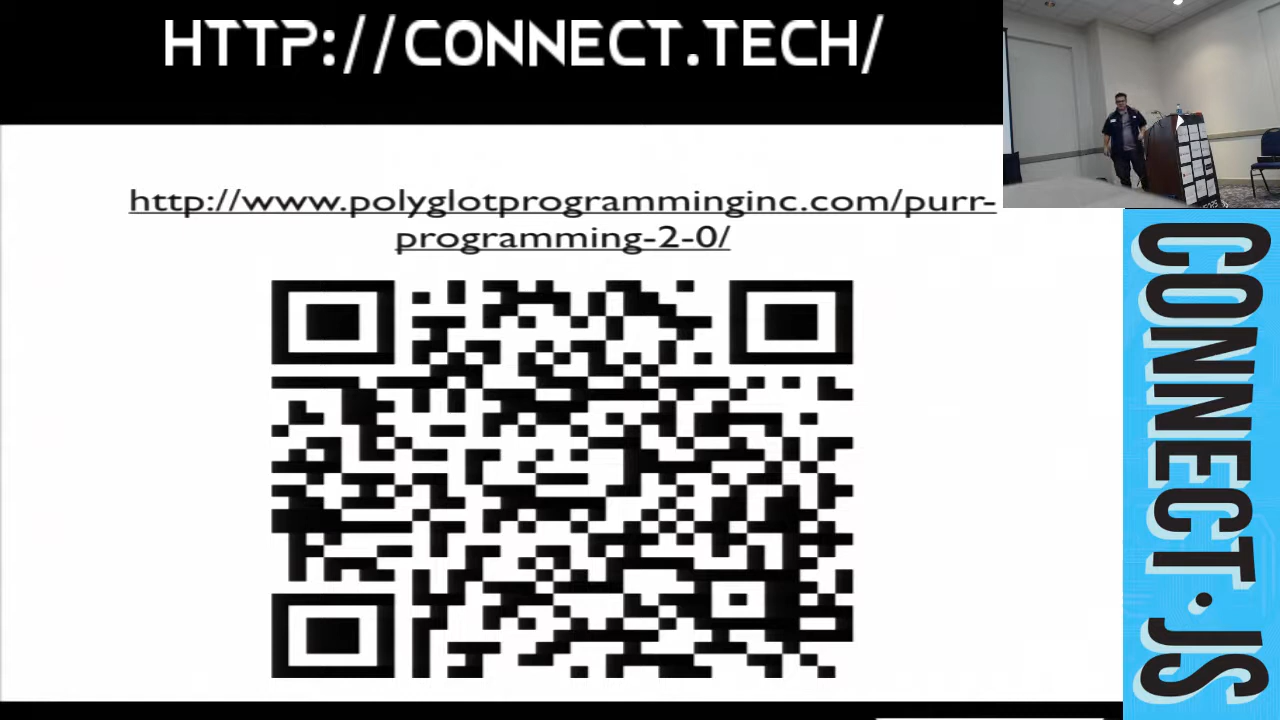 HTTP://CONNECT.TECH/
http://www.polyglotprogramminginc.com/purr-
programming-2-0/
CONNECT.JS